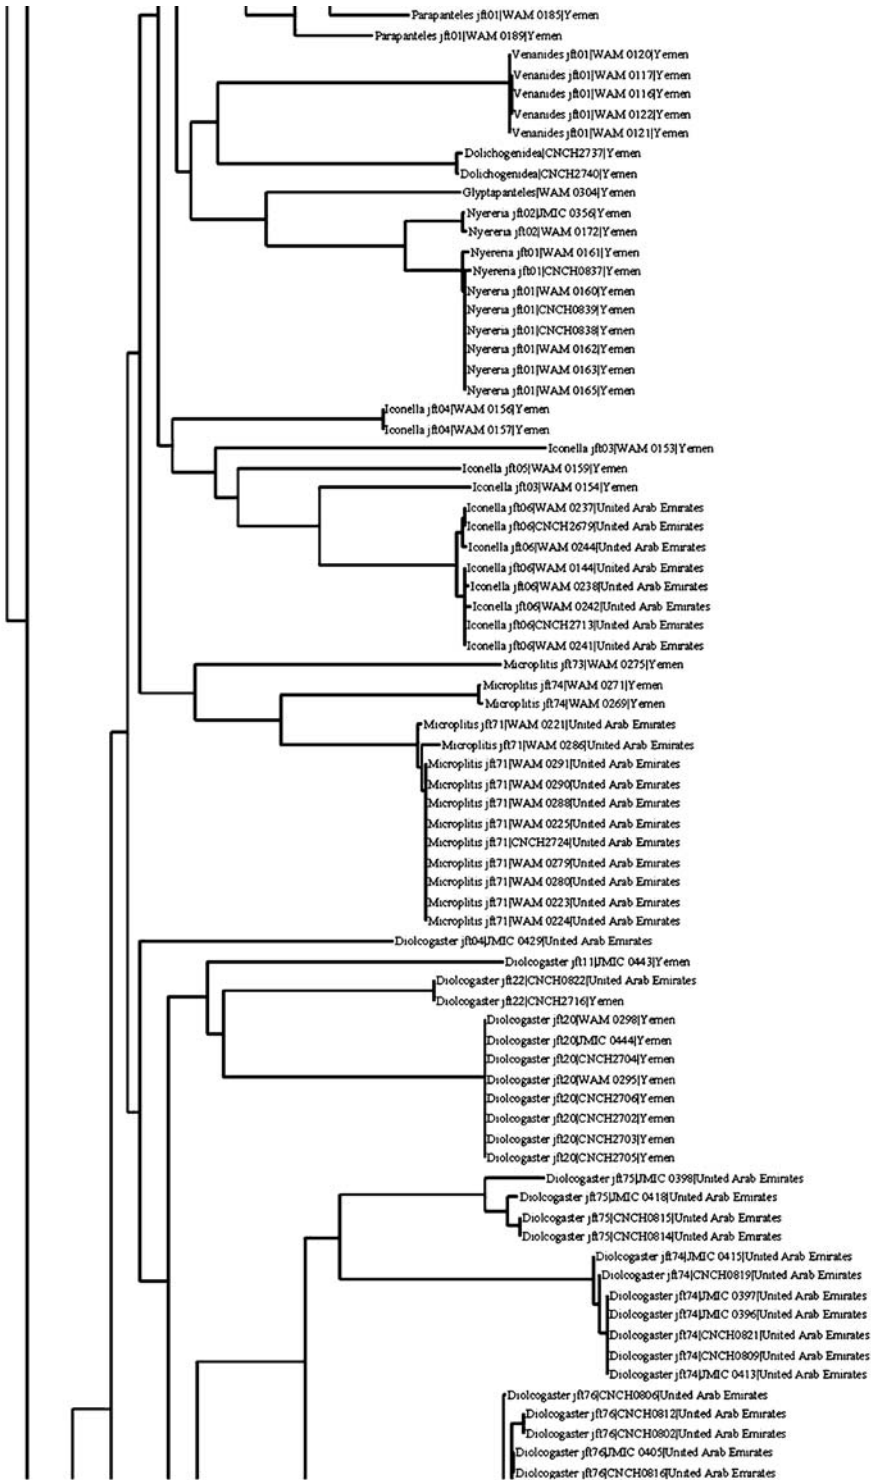 Parapanteles jft01|WAM 0185|Yemen
Parapanteles jft01|WAM 0189|Yemen
Venanides jft01|WAM 0120|Yemen
Venanides jft01|WAM 0117|Yemen
Venanides jft01|WAM 0116|Yemen
Venanides jft01|WAM 0122|Yemen
Venanides jft01|WAM 0121|Yemen
Dolichogenidea|CNCH2737|Yemen
Dolichogenidea|CNCH2740|Yemen
Glyptapanteles|WAM 0304|Yemen
Nyereria jft02|JMIC 0356|Yemen
Nyereria jft02|WAM 0172|Yemen
Nyereria jft01|WAM 0161|Yemen
Nyereria jft01|CNCH0837|Yemen
Nyereria jft01|WAM 0160|Yemen
Nyereria jft01|CNCH0839|Yemen
Nyereria jft01|CNCH0838|Yemen
Nyereria jft01|WAM 0162|Yemen
Nyereria jft01|WAM 0163|Yemen
Nyereria jft01|WAM 0165|Yemen
Iconella jft04|WAM 0156|Yemen
Iconella jft04|WAM 0157|Yemen
Iconella jft03|WAM 0153|Yemen
Iconella jft05|WAM 0159|Yemen
Iconella jft03|WAM 0154|Yemen
Iconella jft06|WAM 0237|United Arab Emirates
Iconella jft06|CNCH2679|United Arab Emirates
Iconella jft06|WAM 0244|United Arab Emirates
Iconella jft06|WAM 0144|United Arab Emirates
Iconella jft06|WAM 0238|United Arab Emirates
Iconella jft06|WAM 0242|United Arab Emirates
Iconella jft06|CNCH2713|United Arab Emirates
Iconella jft06|WAM 0241|United Arab Emirates
Microplitis jft73|WAM 0275|Yemen
Microplitis jft74|WAM 0271|Yemen
Microplitis jft74|WAM 0269|Yemen
Microplitis jft71|WAM 0221|United Arab Emirates
Microplitis jft71|WAM 0286|United Arab Emirates
Microplitis jft71|WAM 0291|United Arab Emirates
Microplitis jft71|WAM 0290|United Arab Emirates
Microplitis jft71|WAM 0288|United Arab Emirates
Microplitis jft71|WAM 0225|United Arab Emirates
Microplitis jft71|CNCH2724|United Arab Emirates
Microplitis jft71|WAM 0279|United Arab Emirates
Microplitis jft71|WAM 0280|United Arab Emirates
Microplitis jft71|WAM 0223|United Arab Emirates
Microplitis jft71|WAM 0224|United Arab Emirates
Diolcogaster jft04|JMIC 0429|United Arab Emirates
Diolcogaster jft11|JMIC 0443|Yemen
Diolcogaster jft22|CNCH0822|United Arab Emirates
Diolcogaster jft22|CNCH2716|Yemen
Diolcogaster jft20|WAM 0298|Yemen
Diolcogaster jft20|JMIC 0444|Yemen
Diolcogaster jft20|CNCH2704|Yemen
Diolcogaster jft20|WAM 0295|Yemen
Diolcogaster jft20|CNCH2706|Yemen
Diolcogaster jft20|CNCH2702|Yemen
Diolcogaster jft20|CNCH2703|Yemen
Diolcogaster jft20|CNCH2705|Yemen
Diolcogaster jft75|JMIC 0398|United Arab Emirates
Diolcogaster jft75|JMIC 0418|United Arab Emirates
Diolcogaster jft75|CNCH0815|United Arab Emirates
Diolcogaster jft75|CNCH0814|United Arab Emirates
Diolcogaster jft74|JMIC 0415|United Arab Emirates
Diolcogaster jft74|CNCH0819|United Arab Emirates
Diolcogaster jft74|JMIC 0397|United Arab Emirates
Diolcogaster jft74|JMIC 0396|United Arab Emirates
Diolcogaster jft74|CNCH0821|United Arab Emirates
Diolcogaster jft74|CNCH0809|United Arab Emirates
Diolcogaster jft74|JMIC 0413|United Arab Emirates
Diolcogaster jft76|CNCH0806|United Arab Emirates
Diolcogaster jft76|CNCH0812|United Arab Emirates
Diolcogaster jft76|CNCH0802|United Arab Emirates
Diolcogaster jft76|JMIC 0405|United Arab Emirates
Diolcogaster jft76|CNCH0816|United Arab Emirates